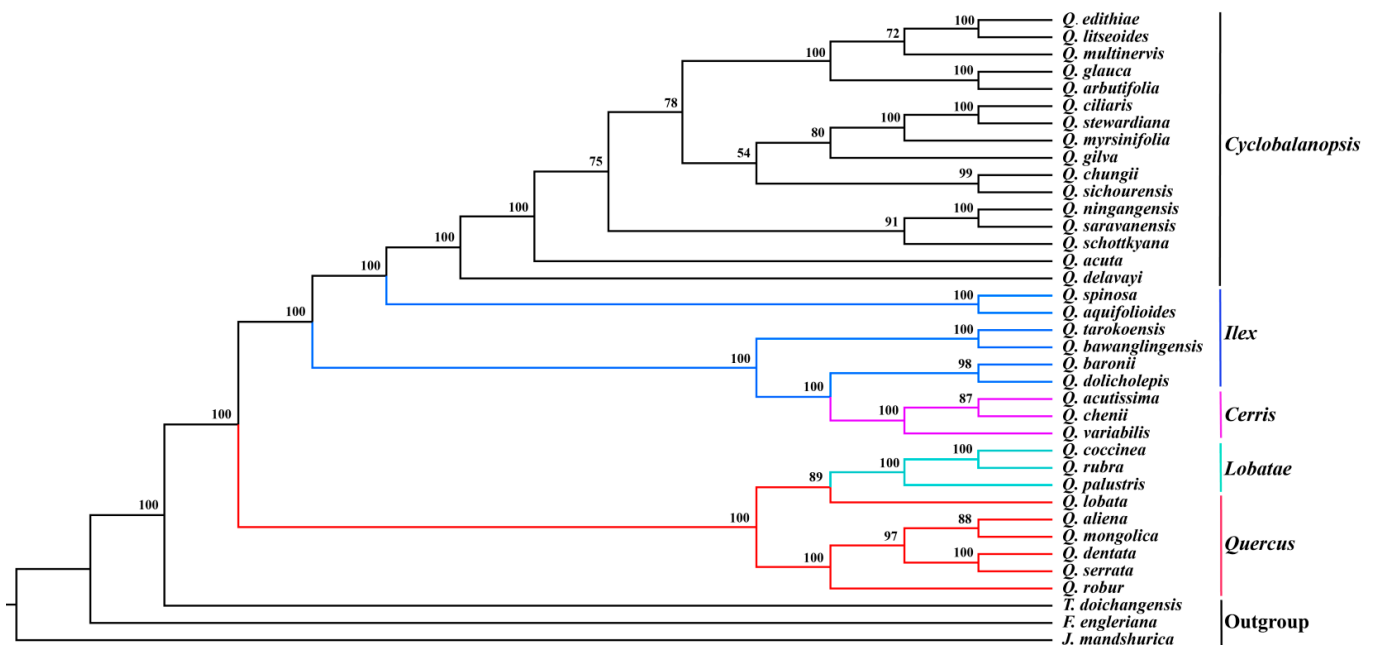 100
Q. edithiae
72
Q. litseoides
100
Q. multinervis
100
Q. glauca
Q. arbutifolia
78
100
Q. ciliaris
100
Q. stewardiana
80
Q. myrsinifolia
54
Q. gilva
Cyclobalanopsis
75
99
Q. chungii
Q. sichourensis
100
100
Q. ningangensis
91
Q. saravanensis
100
Q. schottkyana
Q. acuta
100
Q. delavayi
100
100
Q. spinosa
Q. aquifolioides
100
Q. tarokoensis
Ilex
100
Q. bawanglingensis
98
Q. baronii
100
Q. dolicholepis
87
Q. acutissima
100
100
Q. chenii
Cerris
Q. variabilis
100
Q. coccinea
100
Q. rubra
Lobatae
89
Q. palustris
Q. lobata
100
100
88
Q. aliena
97
Q. mongolica
Quercus
100
100
Q. dentata
Q. serrata
Q. robur
T. doichangensis
F. engleriana
Outgroup
J. mandshurica